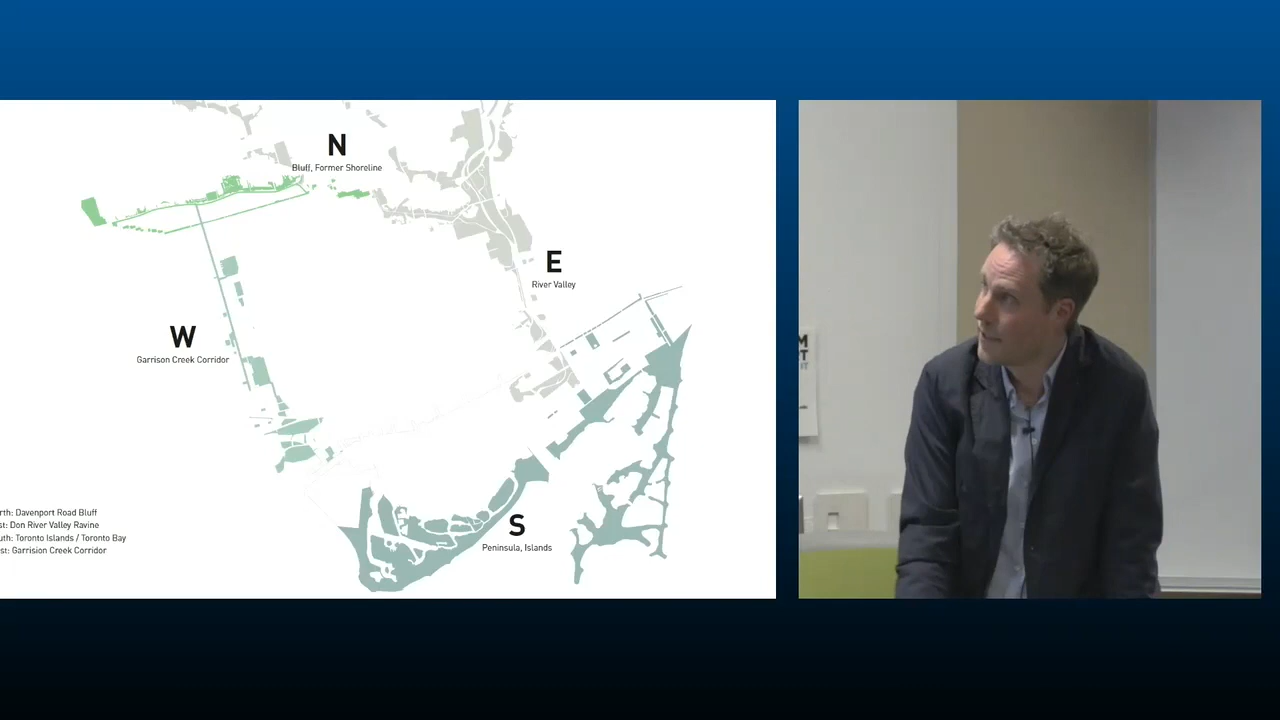 N
Bluff, Former Shoreline
E
River Valley
W
Garrison Creek Corridor
S
Peninsula, Islands
rth: Davenport Road Bluff
st: Don River Valley Ravine
uth: Toronto Islands / Toronto Bay
st: Garrision Creek Corridor
M
T
IT